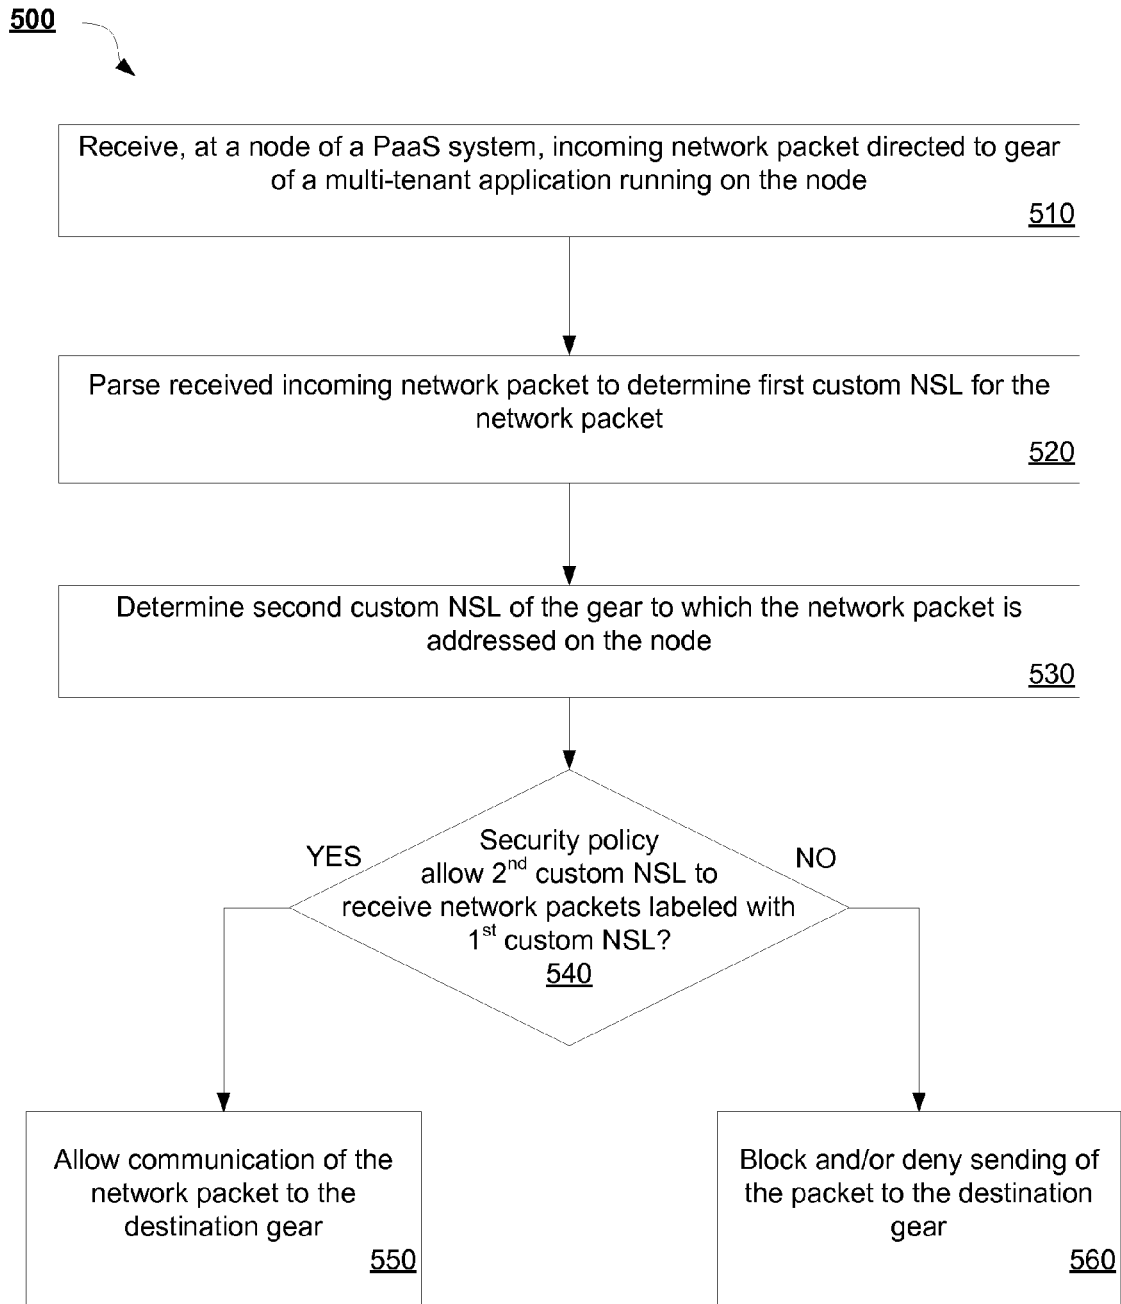 500
Receive, at a node of a PaaS system, incoming network packet directed to gear
of a multi-tenant application running on the node
510
Parse received incoming network packet to determine first custom NSL for the
network packet
520
Determine second custom NSL of the gear to which the network packet is
addressed on the node
530
YES
NO
Security policy
allow 2nd custom NSL to
receive network packets labeled with
1st custom NSL?
540
Allow communication of the
network packet to the
destination gear
550
Block and/or deny sending of
the packet to the destination
gear
560